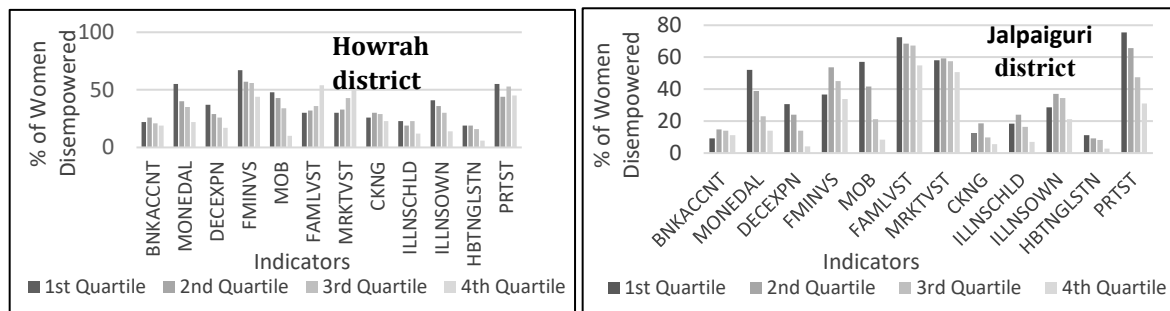 Howrah
district
% of Women
Disempowered
100
50
0
BNKACCNT
MONEDAL
DECEXPN
FMINVS
MOB
FAMLVST
MRKTVST
CKNG
ILLNSCHLD
ILLNSOWN
HBTNGLSTN
PRTST
Indicators
1st Quartile 2nd Quartile 3rd Quartile 4th Quartile
Jalpaiguri
district
% of Women
Disempowered
80
60
40
20
0
BNKACCNT
MONEDAL
DECEXPN
FMINVS
MOB
FAMLVST
MRKTVST
CKNG
ILLNSCHLD
ILLNSOWN
HBTNGLSTN
PRTST
Indicators
1st Quartile 2nd Quartile 3rd Quartile 4th Quartile